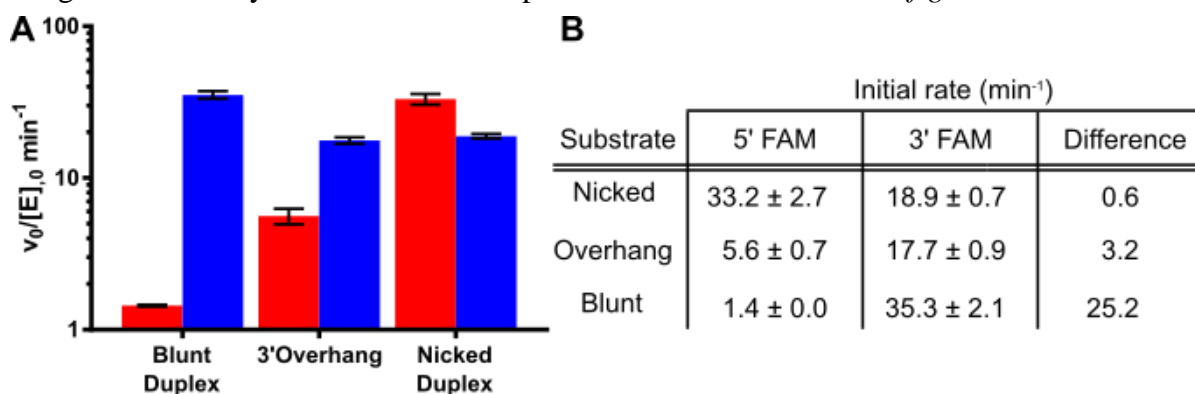 A
B
100
10
1
v₀/[E],₀ min⁻¹
Blunt Duplex
3'Overhang
Nicked Duplex
Initial rate (min⁻¹)
Substrate 5' FAM 3' FAM Difference
Nicked 33.2 ± 2.7 18.9 ± 0.7 0.6
Overhang 5.6 ± 0.7 17.7 ± 0.9 3.2
Blunt 1.4 ± 0.0 35.3 ± 2.1 25.2